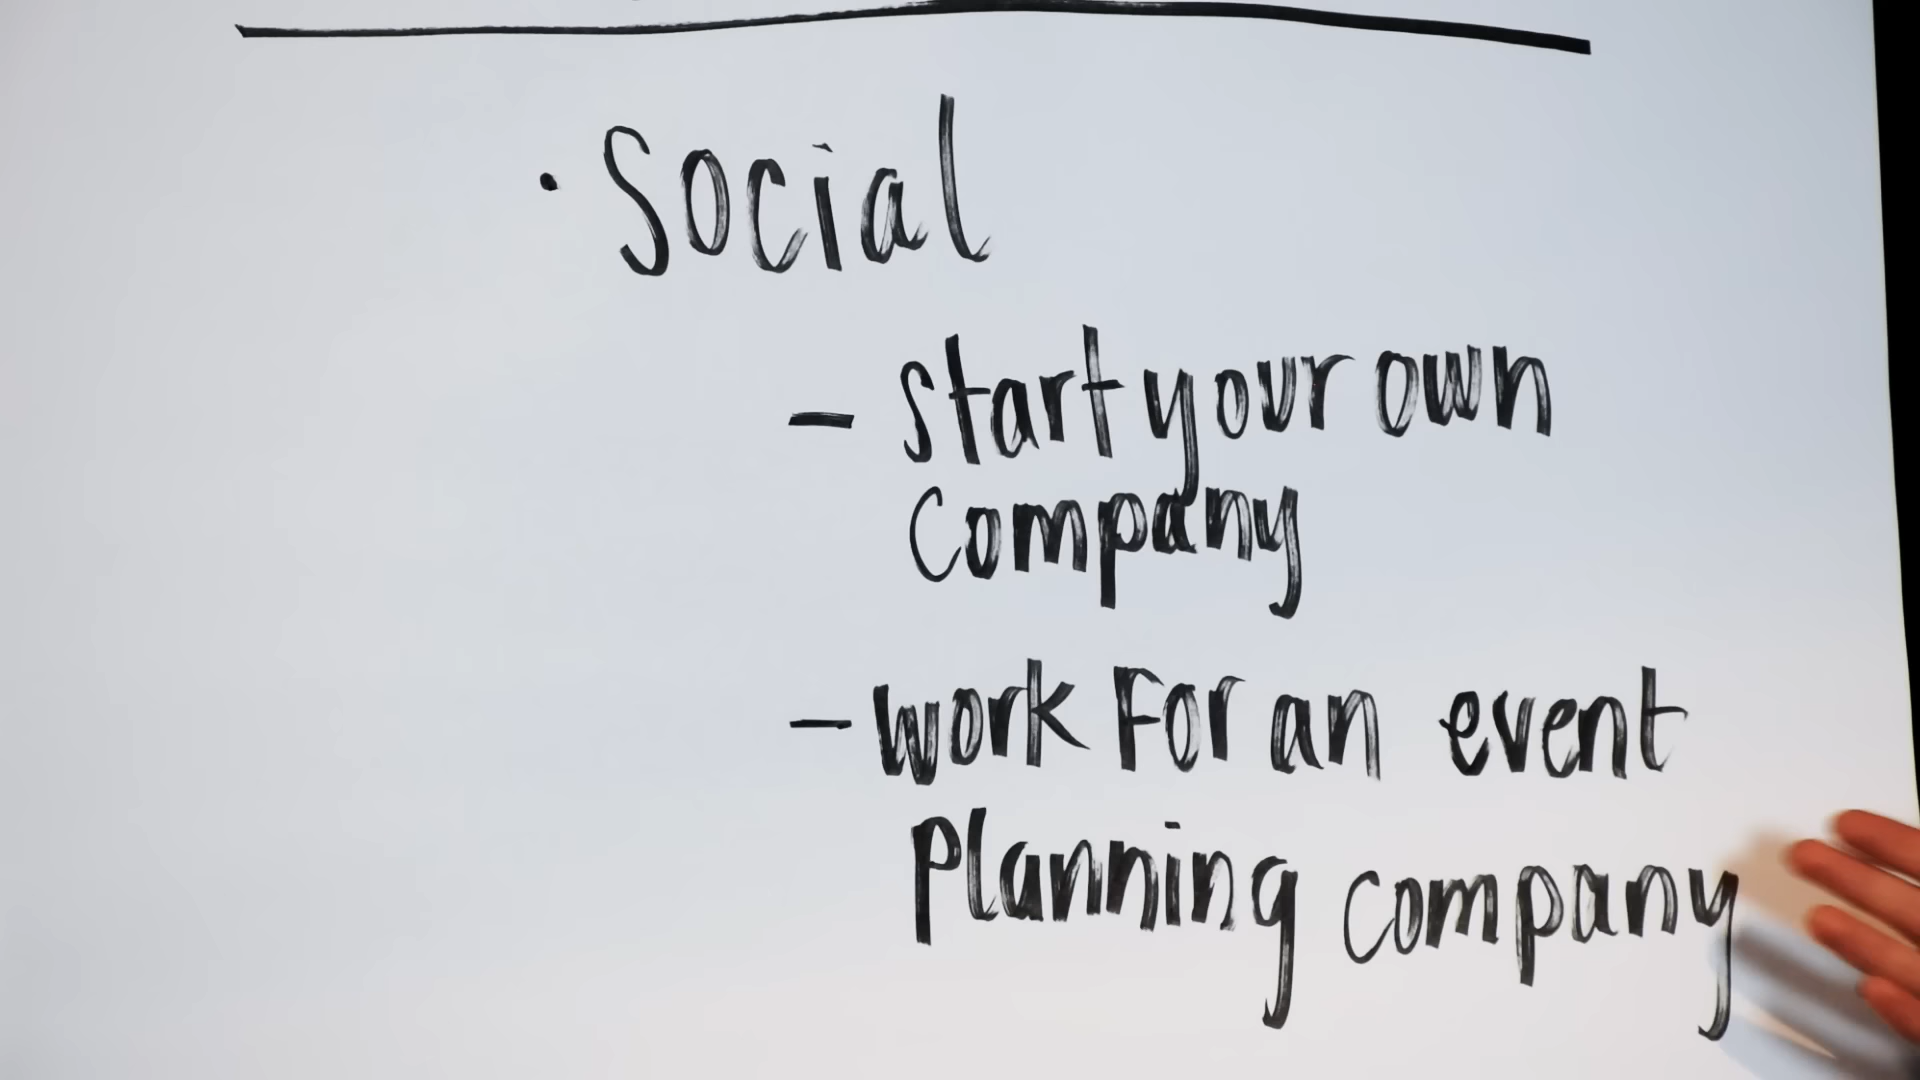 · Social
- Start your own
Company
- work For an event
Planning company